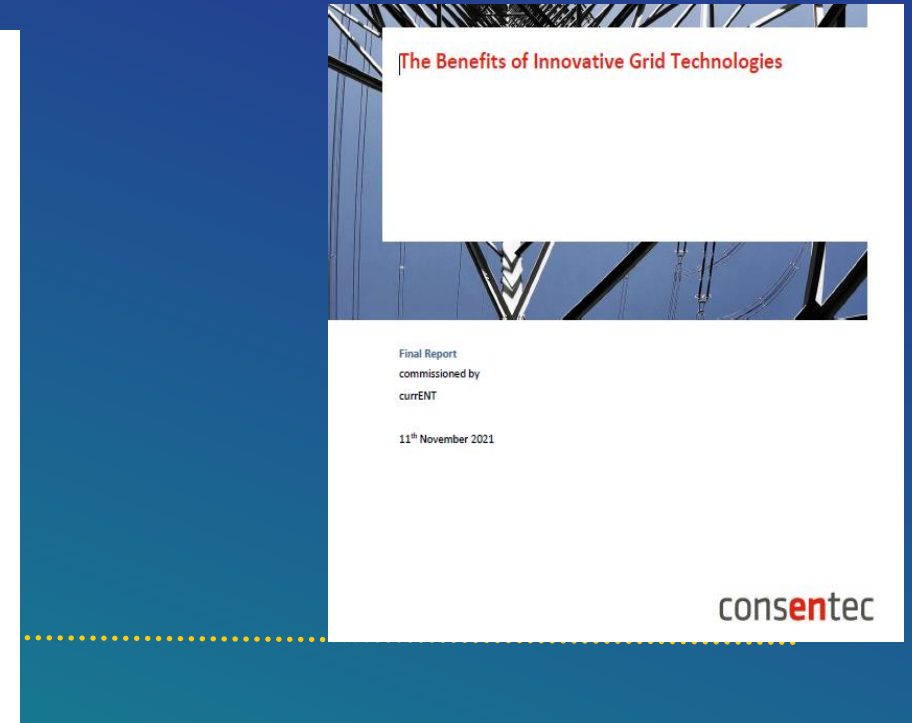 The Benefits of Innovative Grid Technologies
Final Report
commissioned by
currENT
11th November 2021
consentec